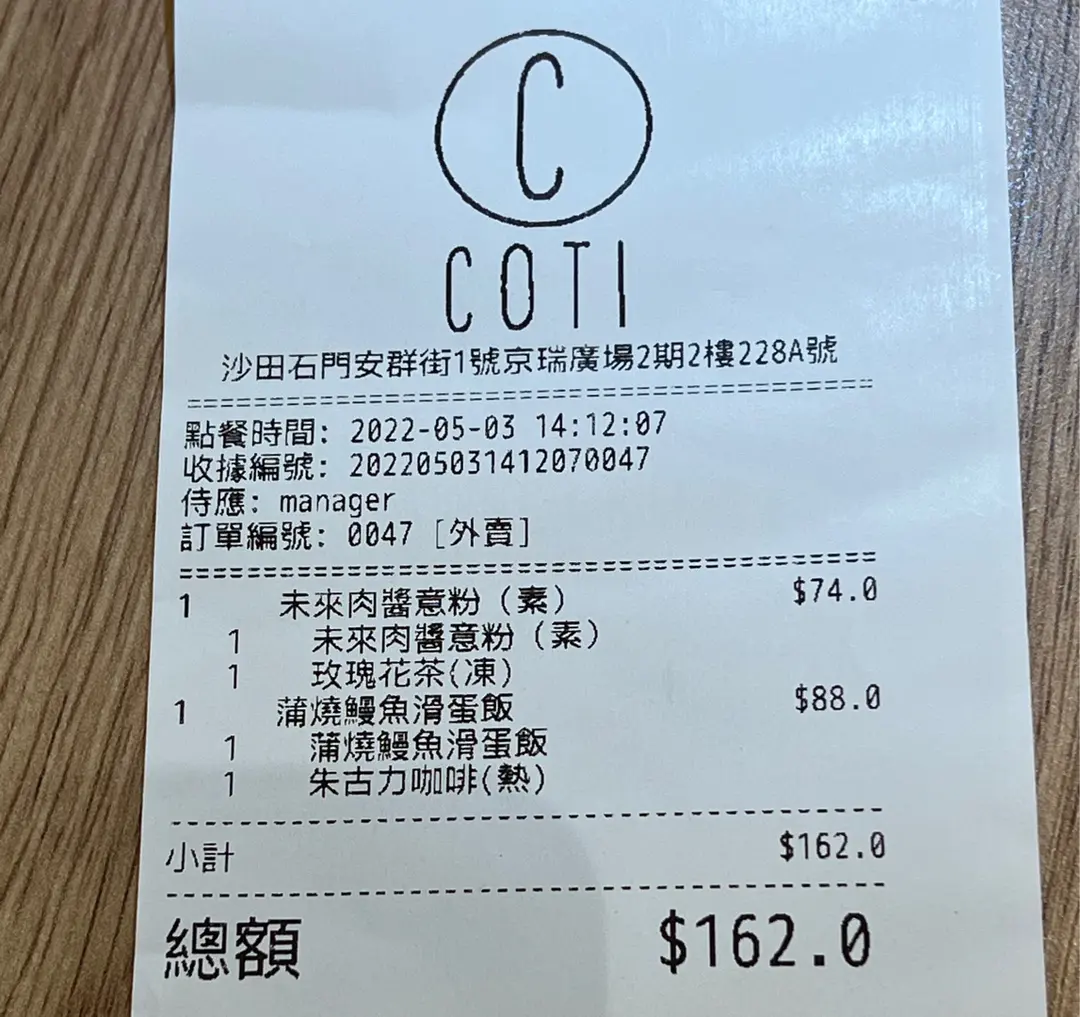 C
COTI
沙田石門安群街1號京瑞廣場2期2樓228A號
點餐時間: 2022-05-03 14:12:07
收據編號: 202205031412070047
侍應: manager
訂單編號: 0047 [外賣]
1 未來肉醬意粉（素） $74.0
1 未來肉醬意粉（素）
1 玫瑰花茶(凍)
1 蒲燒鰻魚滑蛋飯 $88.0
1 蒲燒鰻魚滑蛋飯
1 朱古力咖啡(熱)
小計 $162.0
總額 $162.0